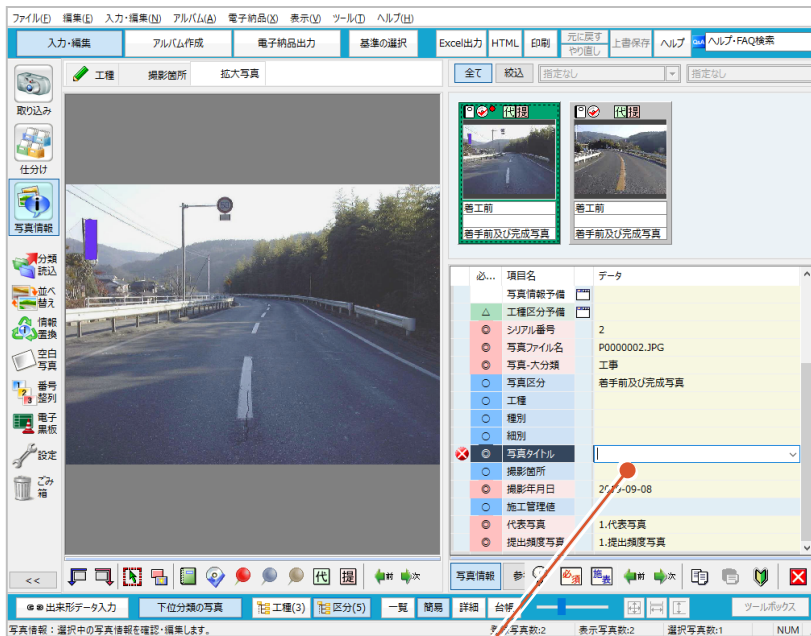 ファイル(F) 編集(E) 入力・編集(N) アルバム(A) 電子納品(X) 表示(V) ツール(T) ヘルプ(H)
入力・編集 アルバム作成 電子納品出力 基準の選択 Excel出力 HTML 印刷 元に戻す やり直し 上書保存 ヘルプ Q&A ヘルプ・FAQ検索
工種 撮影箇所 拡大写真 全て 絞込 指定なし 指定なし
取り込み
仕分け
写真情報
分類
読込
並べ
替え
情報
置換
空白
写真
番号
整列
電子
黒板
設定
ごみ
箱
<<
代 提
前 次
代 提
着工前
着手前及び完成写真
代 提
着工前
着手前及び完成写真
必... 項目名 データ
写真情報予備
△ 工種区分予備
◎ シリアル番号 2
◎ 写真ファイル名 P0000002.JPG
◎ 写真-大分類 工事
○ 写真区分 着手前及び完成写真
○ 工種
○ 種別
○ 細別
◎ 写真タイトル
○ 撮影箇所
◎ 撮影年月日
○ 施工管理値
◎ 代表写真 1.代表写真
◎ 提出頻度写真 1.提出頻度写真
写真情報 必須 施表 前 次
出来形データ入力 下位分類の写真 工種(3) 区分(5) 一覧 簡易 詳細 台帳 ツールボックス
写真情報：選択中の写真情報を確認・編集します。 表示写真数:2 選択写真数:1 NUM